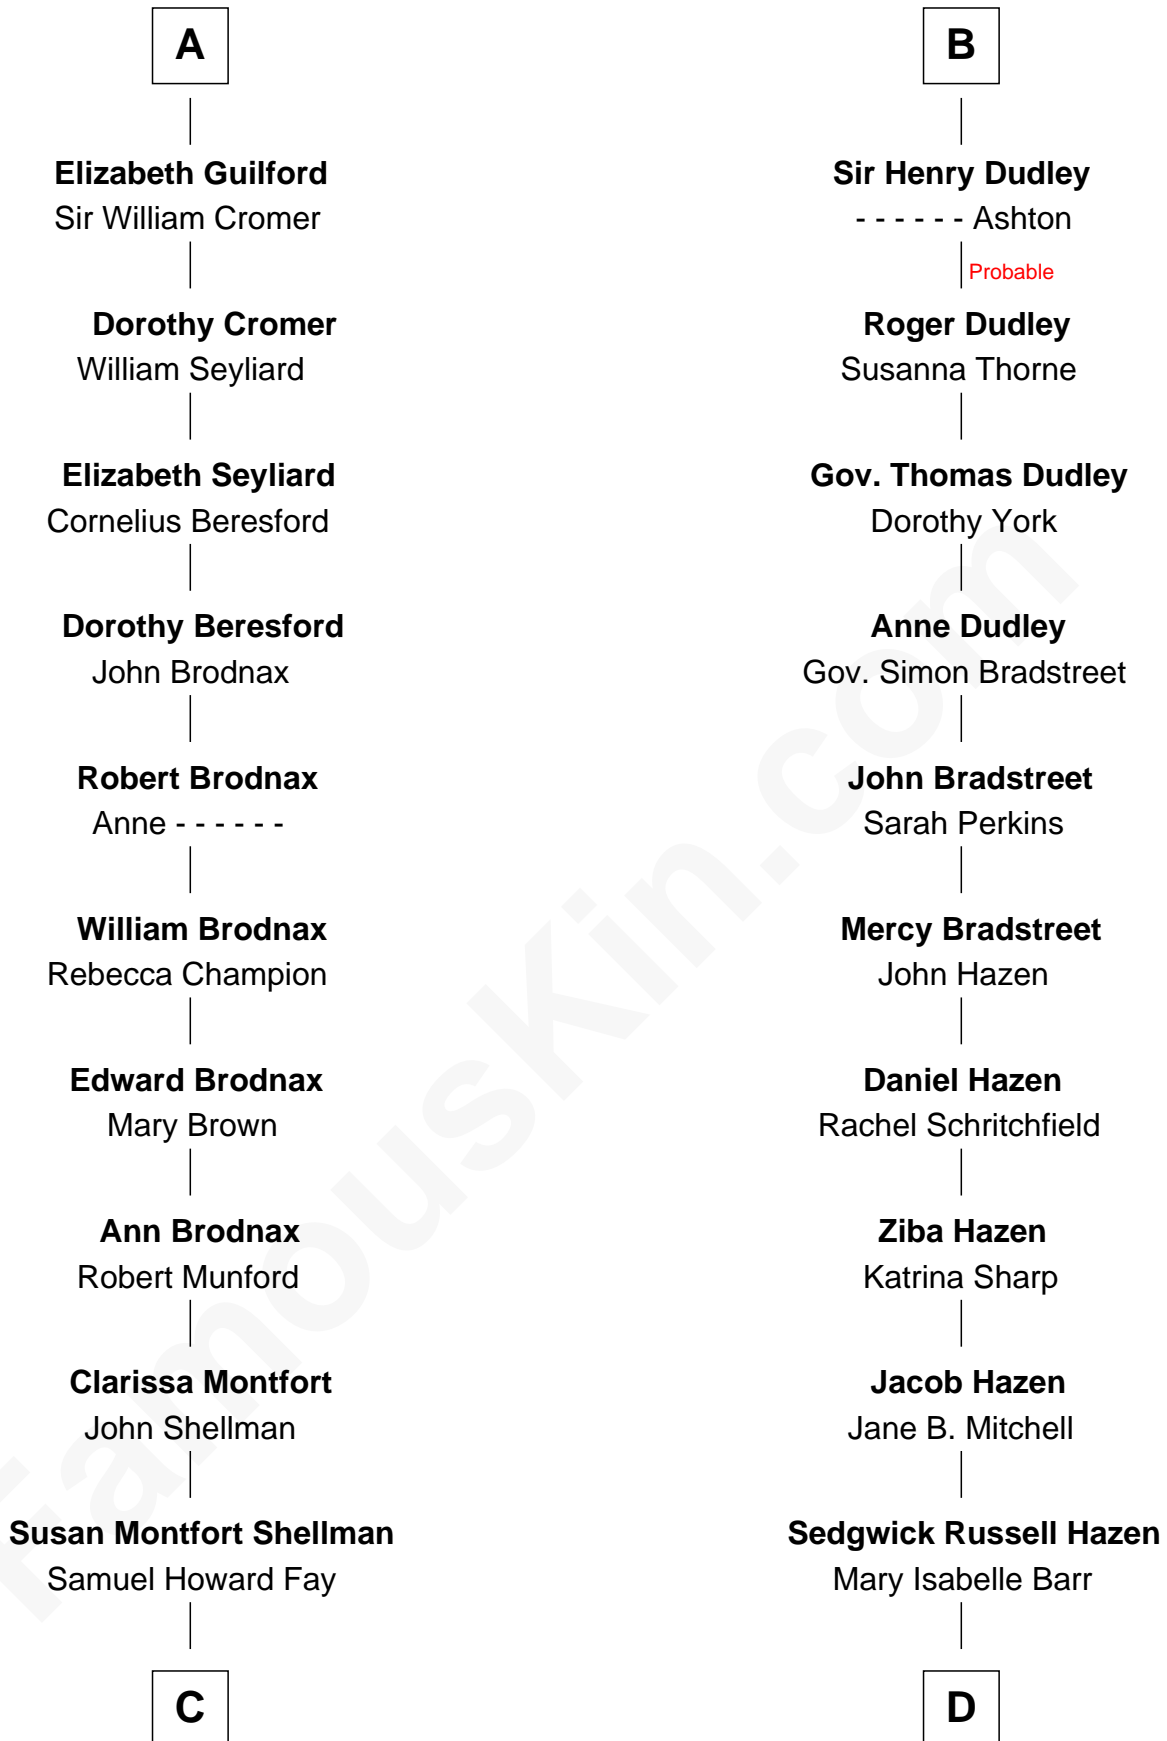 A
Elizabeth Guilford
Sir William Cromer
Dorothy Cromer
William Seyliard
Elizabeth Seyliard
Cornelius Beresford
Dorothy Beresford
John Brodnax
Robert Brodnax
Anne - - - - - -
William Brodnax
Rebecca Champion
Edward Brodnax
Mary Brown
Ann Brodnax
Robert Munford
Clarissa Montfort
John Shellman
Susan Montfort Shellman
Samuel Howard Fay
C
B
Sir Henry Dudley
- - - - - - Ashton
Probable
Roger Dudley
Susanna Thorne
Gov. Thomas Dudley
Dorothy York
Anne Dudley
Gov. Simon Bradstreet
John Bradstreet
Sarah Perkins
Mercy Bradstreet
John Hazen
Daniel Hazen
Rachel Schritchfield
Ziba Hazen
Katrina Sharp
Jacob Hazen
Jane B. Mitchell
Sedgwick Russell Hazen
Mary Isabelle Barr
D
FamousKin.com